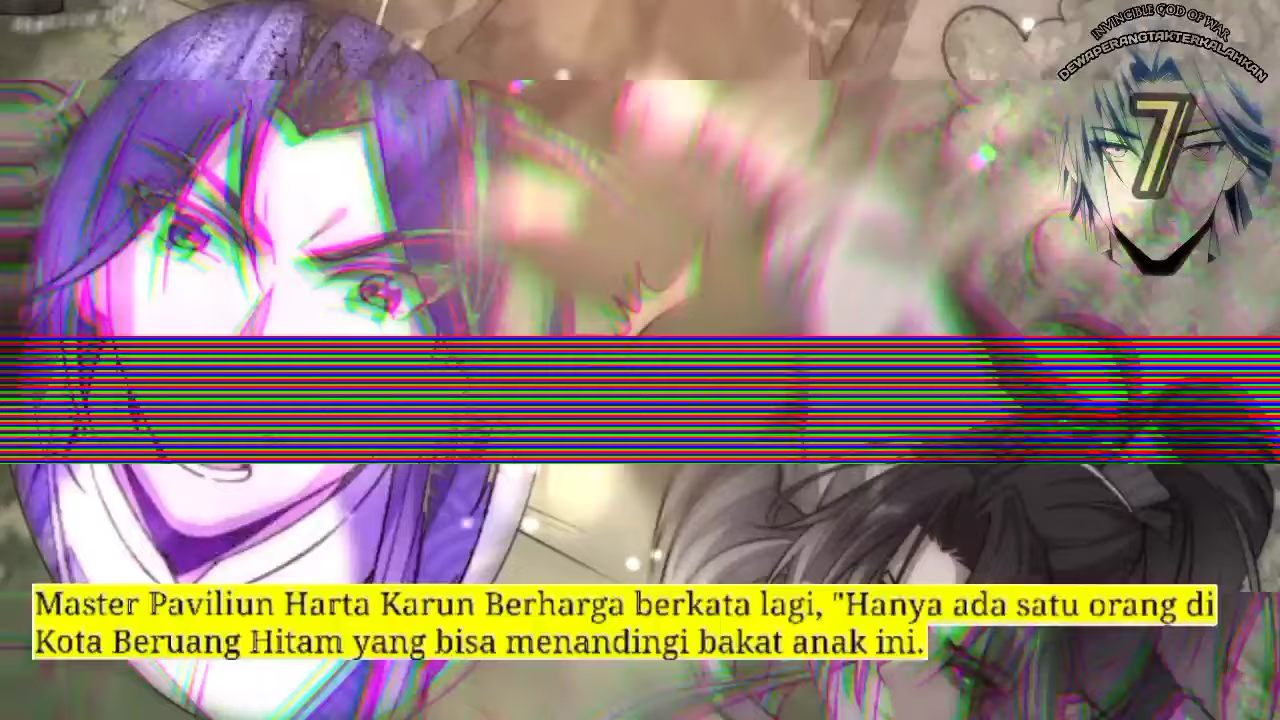 INVINCIBLE GOD OF WAR
DEWAPERANGTAKTERKALAHKAN
7
Master Paviliun Harta Karun Berharga berkata lagi, "Hanya ada satu orang di
Kota Beruang Hitam yang bisa menandingi bakat anak ini.